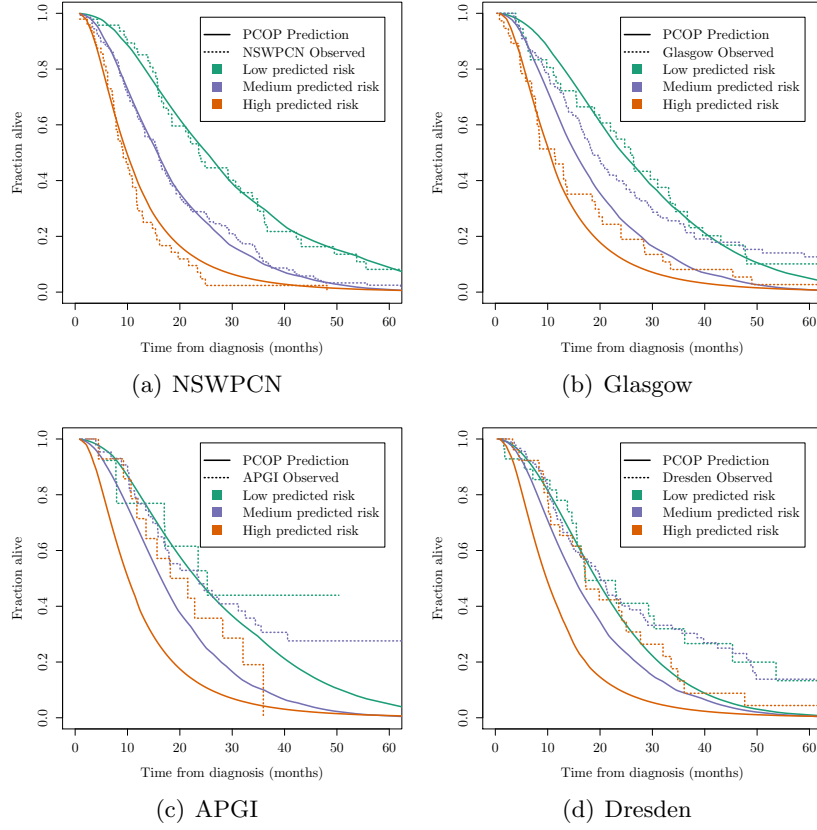 PCOP Prediction
NSWPCN Observed
Low predicted risk
Medium predicted risk
High predicted risk
Fraction alive
1.0
0.8
0.6
0.4
0.2
0.0
0 10 20 30 40 50 60
Time from diagnosis (months)
(a) NSWPCN
PCOP Prediction
Glasgow Observed
Low predicted risk
Medium predicted risk
High predicted risk
Fraction alive
1.0
0.8
0.6
0.4
0.2
0.0
0 10 20 30 40 50 60
Time from diagnosis (months)
(b) Glasgow
PCOP Prediction
APGI Observed
Low predicted risk
Medium predicted risk
High predicted risk
Fraction alive
1.0
0.8
0.6
0.4
0.2
0.0
0 10 20 30 40 50 60
Time from diagnosis (months)
(c) APGI
PCOP Prediction
Dresden Observed
Low predicted risk
Medium predicted risk
High predicted risk
Fraction alive
1.0
0.8
0.6
0.4
0.2
0.0
0 10 20 30 40 50 60
Time from diagnosis (months)
(d) Dresden